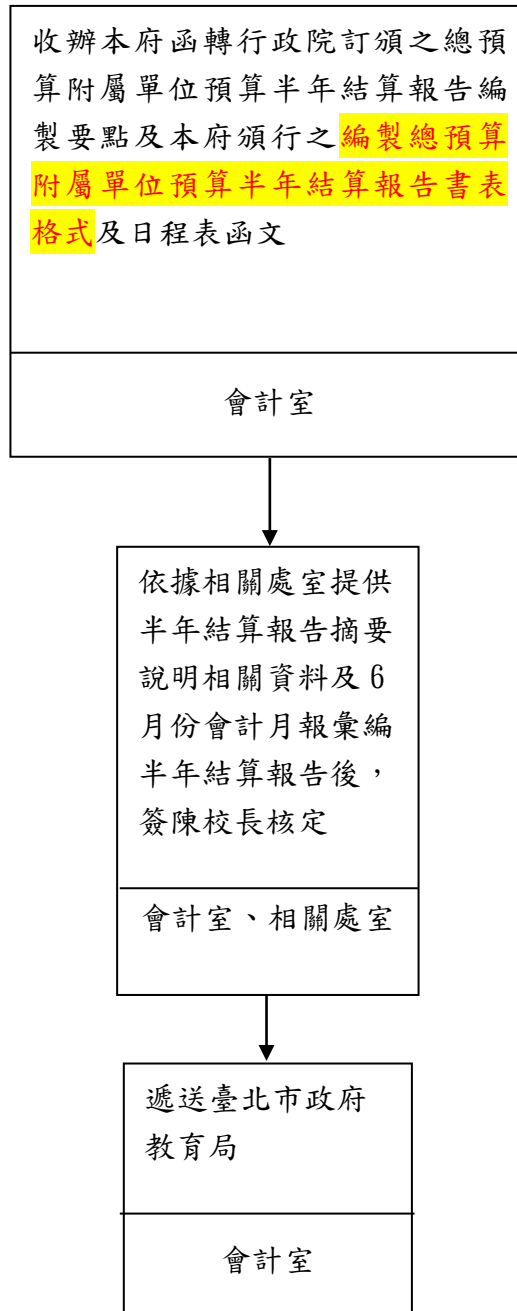 收辦本府函轉行政院訂頒之總預
算附屬單位預算半年結算報告編
製要點及本府頒行之編製總預算
附屬單位預算半年結算報告書表
格式及日程表函文
會計室
依據相關處室提供
半年結算報告摘要
說明相關資料及6
月份會計月報彙編
半年結算報告後，
簽陳校長核定
會計室、相關處室
遞送臺北市政府
教育局
會計室